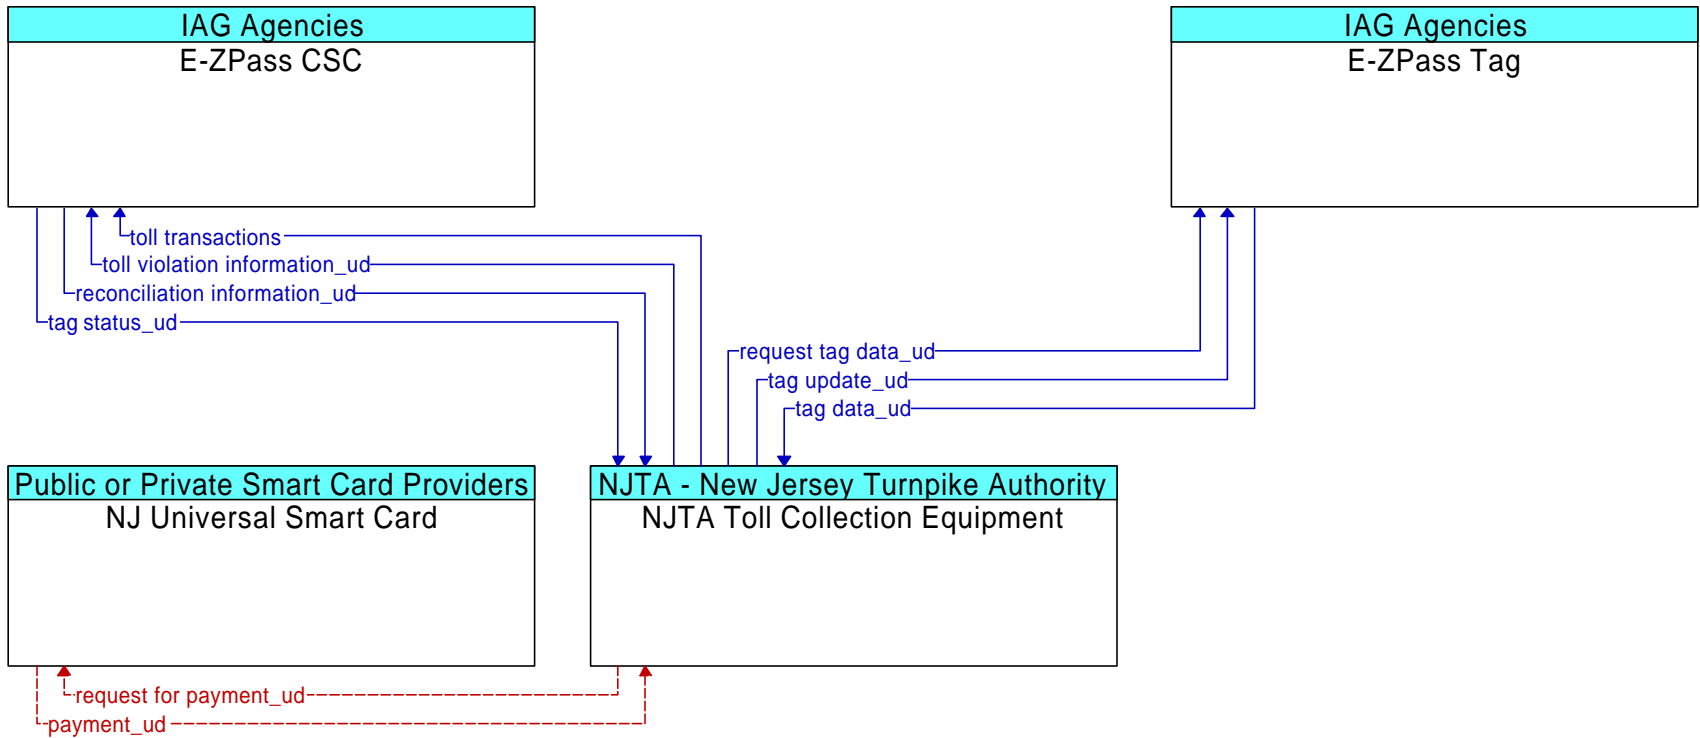 IAG Agencies
E-ZPass CSC
IAG Agencies
E-ZPass Tag
toll transactions
toll violation information_ud
reconciliation information_ud
tag status_ud
request tag data_ud
tag update_ud
tag data_ud
Public or Private Smart Card Providers
NJ Universal Smart Card
NJTA - New Jersey Turnpike Authority
NJTA Toll Collection Equipment
request for payment_ud
payment_ud